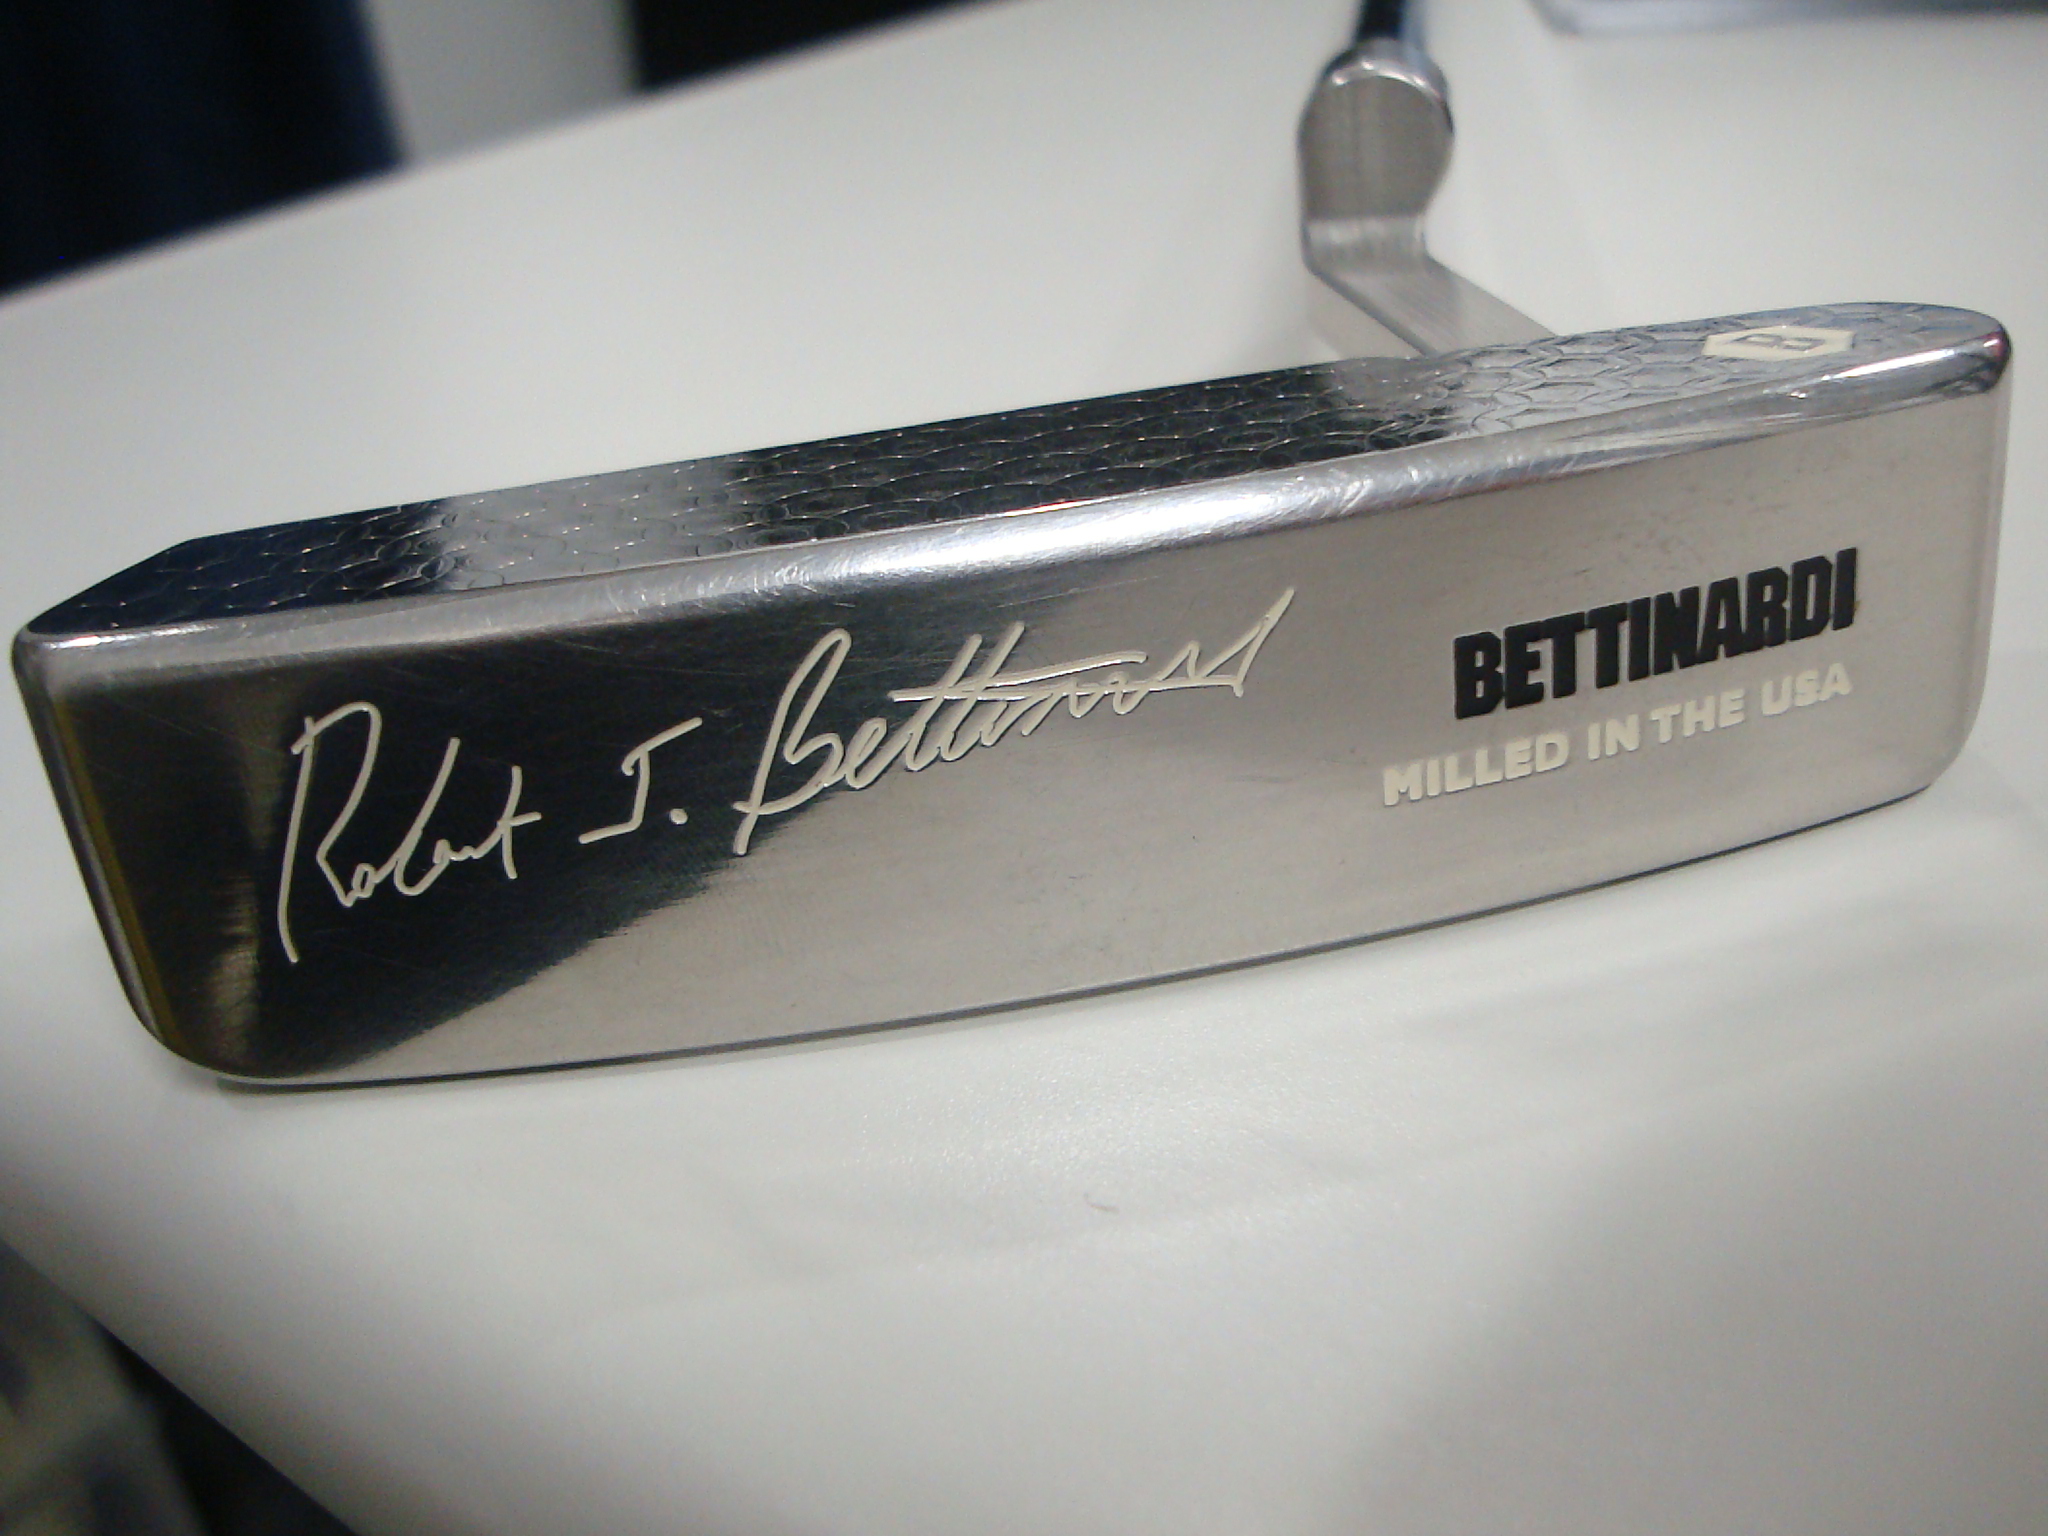 B
Robert J. Bettinardi
BETTINARDI
MILLED IN THE USA